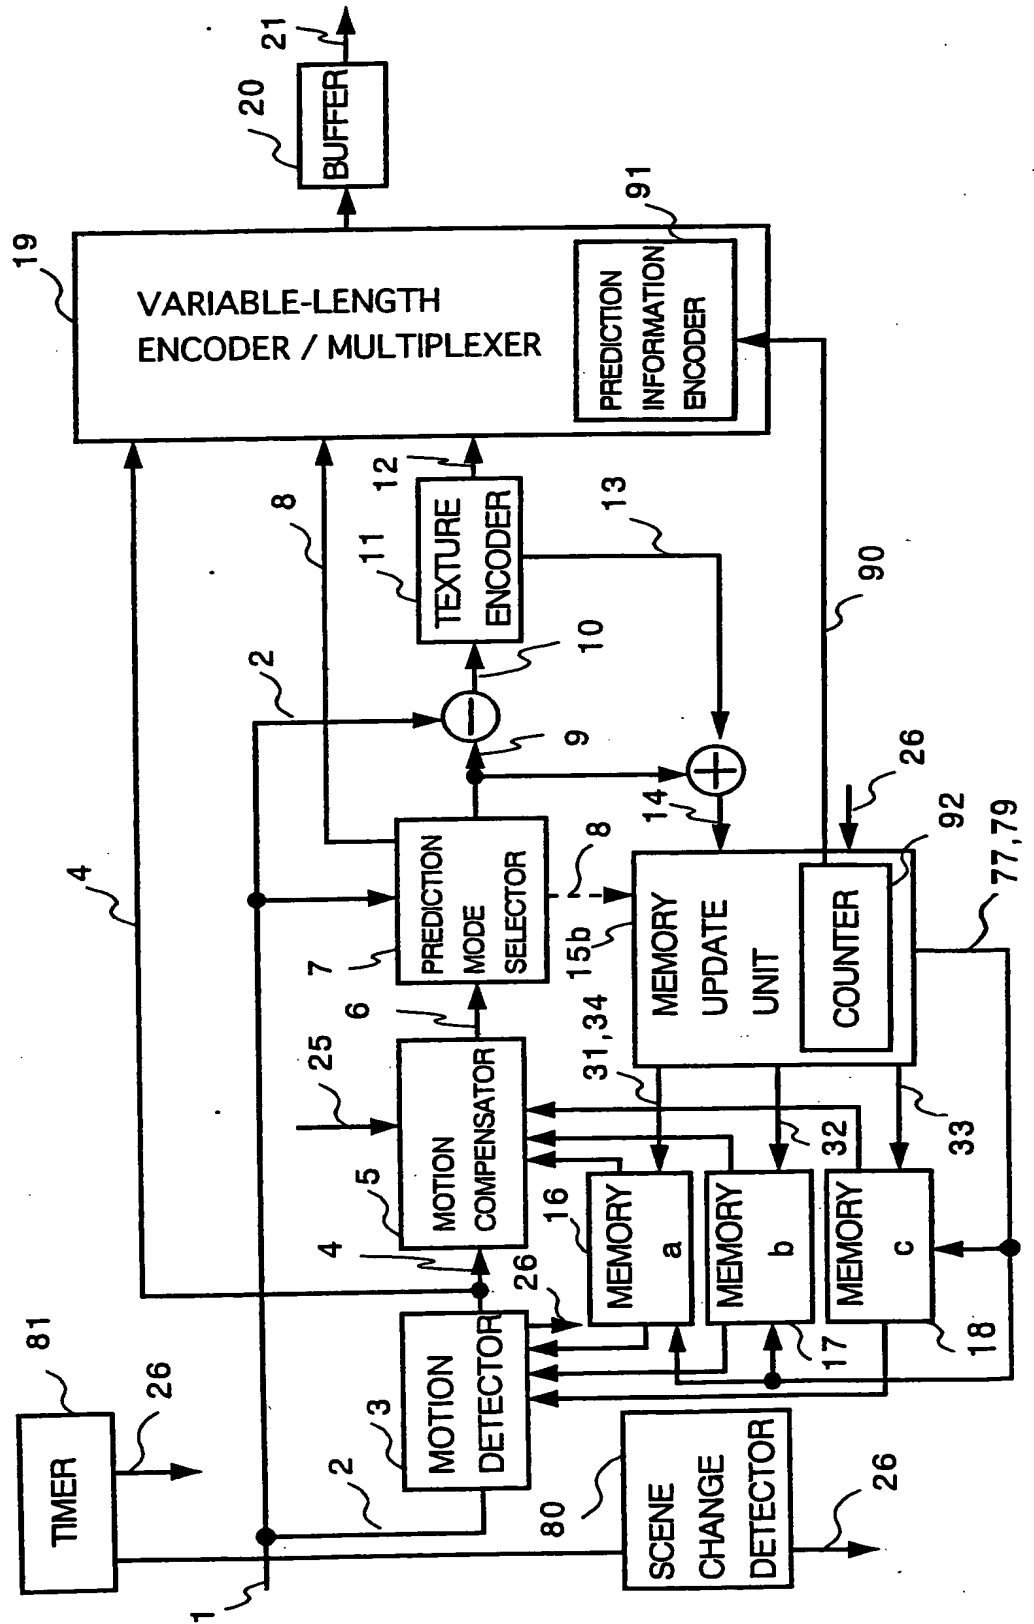 81
TIMER
26
4
19
VARIABLE-LENGTH
ENCODER / MULTIPLEXER
1
2
8
20
BUFFER
21
2
3
MOTION
DETECTOR
4
25
5
MOTION
COMPENSATOR
6
7
PREDICTION
MODE
SELECTOR
9
10
11
TEXTURE
ENCODER
12
80
SCENE
CHANGE
DETECTOR
26
26
16
MEMORY
a
31,34
15b
8
14
13
PREDICTION
INFORMATION
ENCODER
91
MEMORY
UPDATE
UNIT
COUNTER
MEMORY
b
17
32
MEMORY
c
18
33
26
92
90
77,79